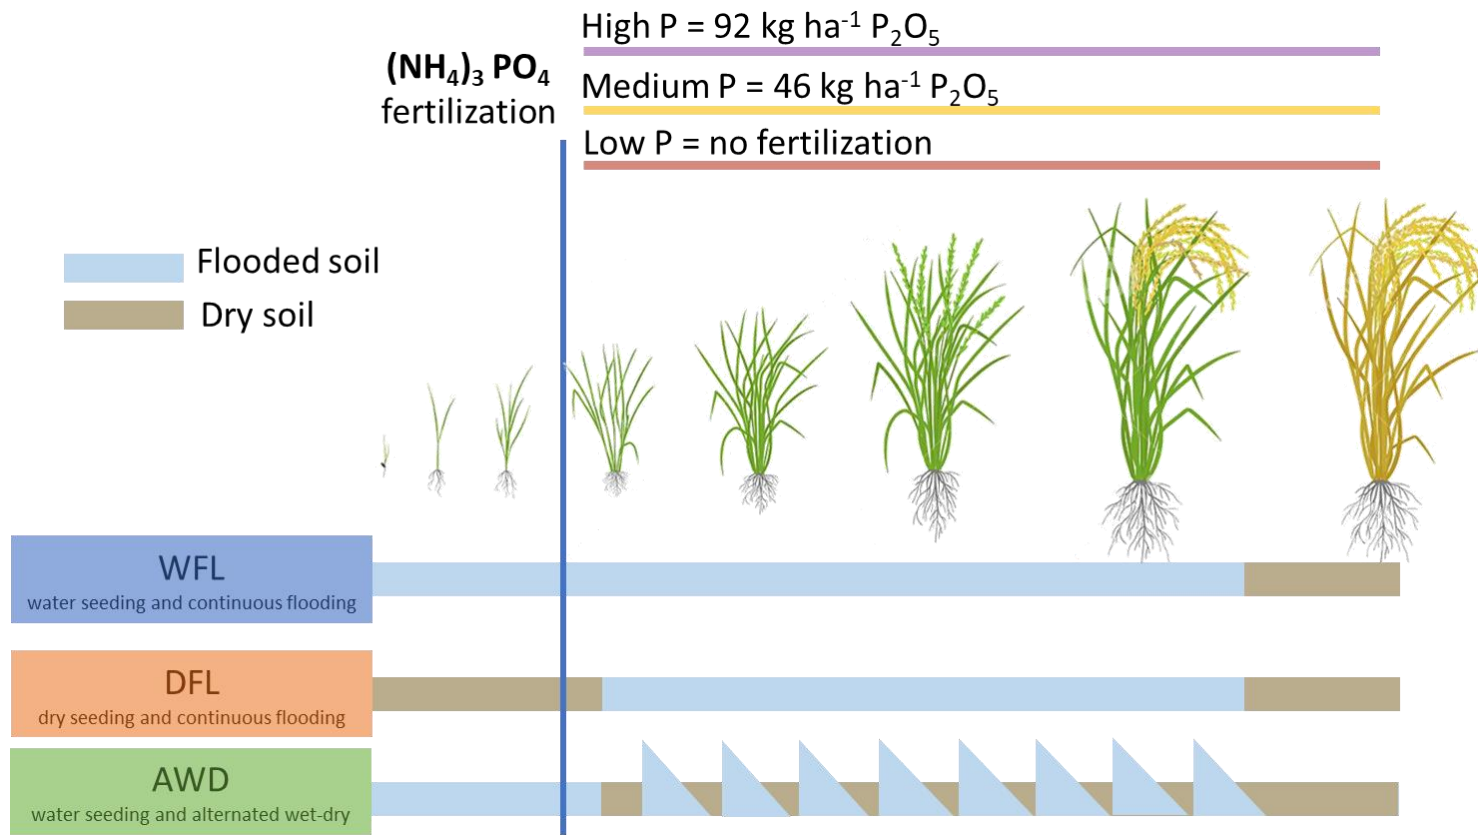 High P = 92 kg ha-1 P2O5
(NH4)3 PO4
fertilization
Medium P = 46 kg ha-1 P2O5
Low P = no fertilization
Flooded soil
Dry soil
WFL
water seeding and continuous flooding
DFL
dry seeding and continuous flooding
AWD
water seeding and alternated wet-dry